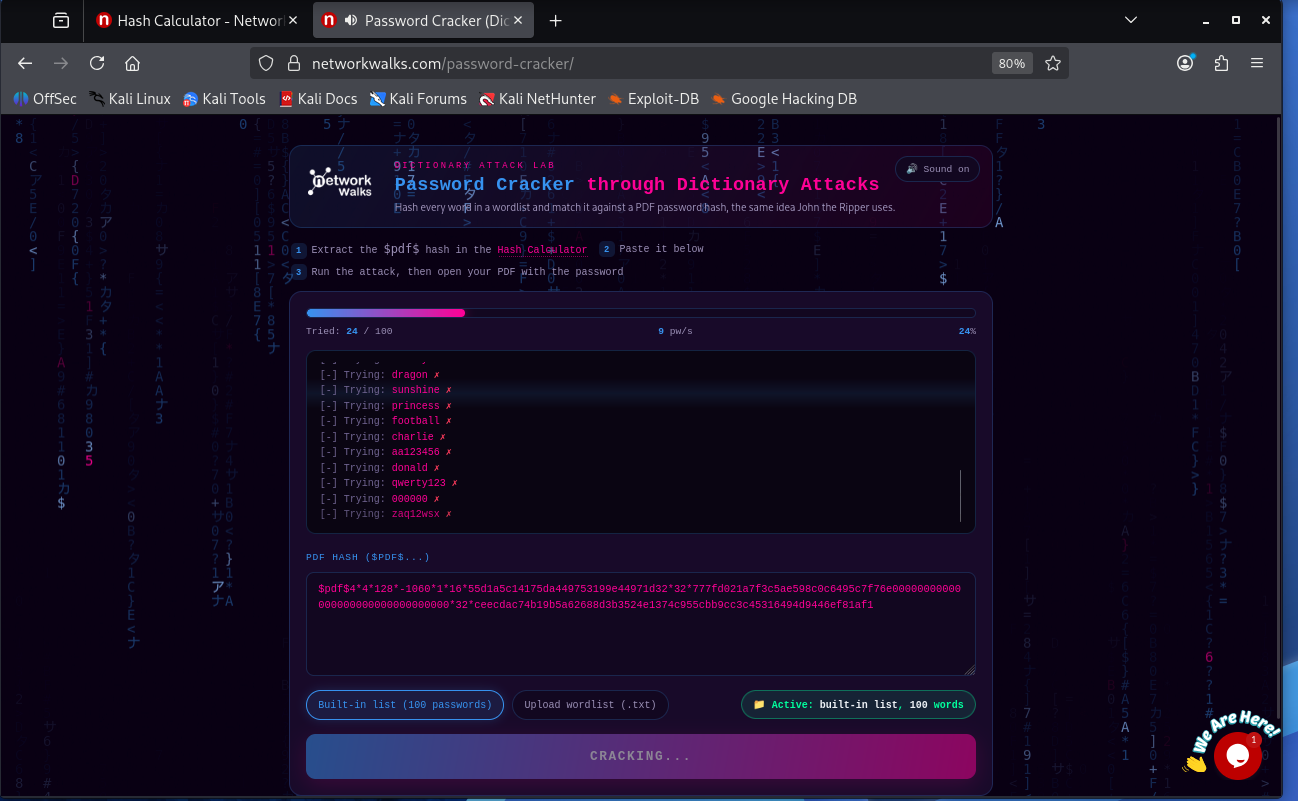 Hash Calculator - Networ
Password Cracker (Dic
networkwalks.com/password-cracker/
80%
OffSec
Kali Linux
Kali Tools
Kali Docs
Kali Forums
Kali NetHunter
Exploit-DB
Google Hacking DB
network
Walks
DICTIONARY ATTACK LAB
Password Cracker through Dictionary Attacks
Hash every word in a wordlist and match it against a PDF password hash, the same idea John the Ripper uses.
Sound on
1 Extract the $pdf$ hash in the Hash Calculator 2 Paste it below
3 Run the attack, then open your PDF with the password
Tried: 24 / 100
9 pw/s
24%
[-] Trying: dragon ✗
[-] Trying: sunshine ✗
[-] Trying: princess ✗
[-] Trying: football ✗
[-] Trying: charlie ✗
[-] Trying: aa123456 ✗
[-] Trying: donald ✗
[-] Trying: qwerty123 ✗
[-] Trying: 000000 ✗
[-] Trying: zaq12wsx ✗
PDF HASH ($PDF$...)
$pdf$4*4*128*-1060*1*16*55d1a5c14175da449753199e44971d32*32*777fd021a7f3c5ae598c0c6495c7f76e00000000000
000000000000000000000*32*ceecdac74b19b5a62688d3b3524e1374c955cbb9cc3c45316494d9446ef81af1
Built-in list (100 passwords)
Upload wordlist (.txt)
Active: built-in list, 100 words
CRACKING...
We Are Here!
1